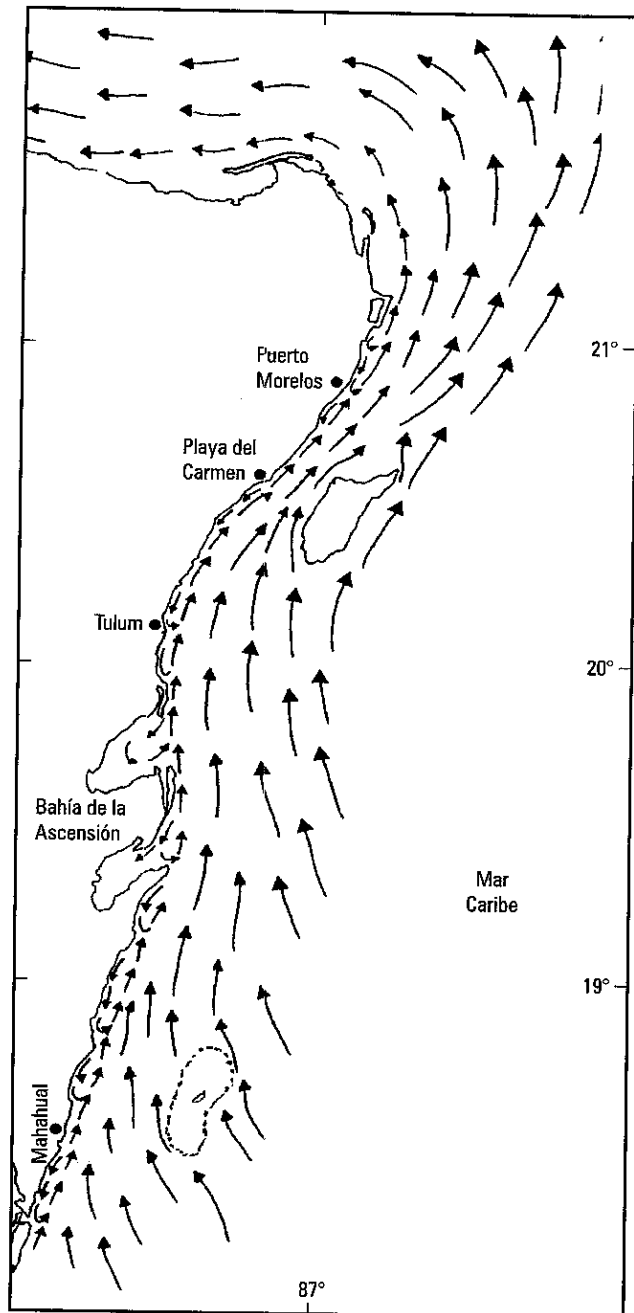 Puerto
Morelos
21°
Playa del
Carmen
Tulum
20°
Bahía de la
Ascensión
Mar
Caribe
19°
Mahahual
87°